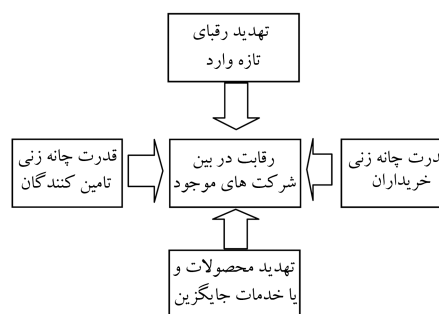 تهدید رقبای
تازه وارد
قدرت چانه زنی
خریداران
رقابت در بین
شرکت های موجود
قدرت چانه زنی
تامین کنندگان
تهدید محصولات و
یا خدمات جایگزین